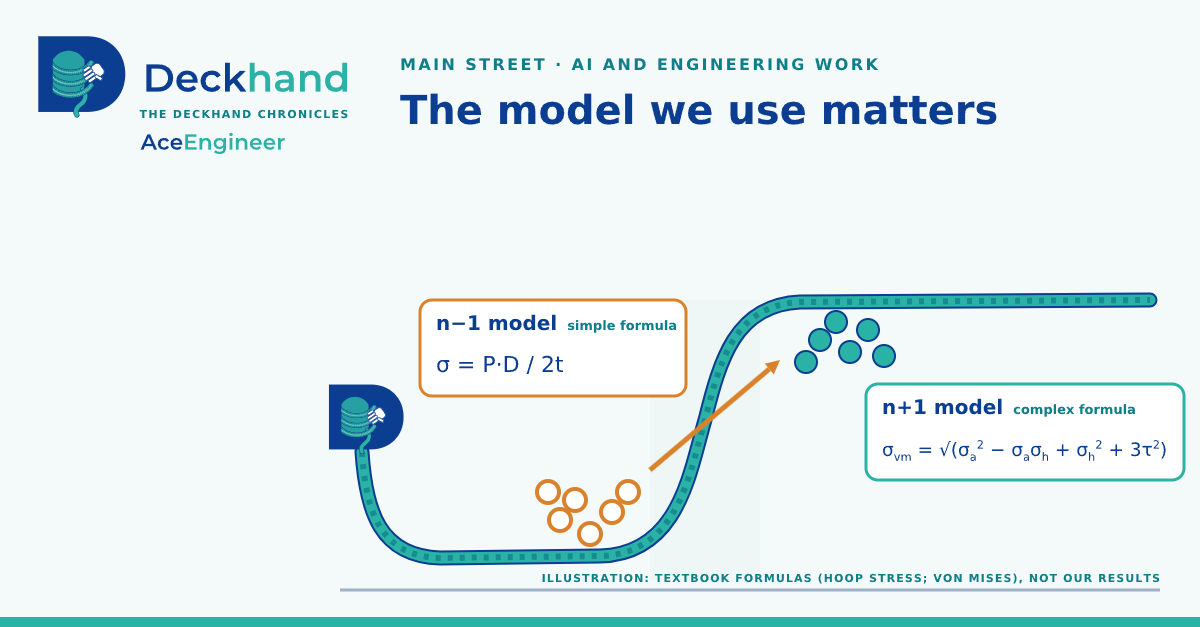 Deckhand
THE DECKHAND CHRONICLES
AceEngineer
MAIN STREET · AI AND ENGINEERING WORK
The model we use matters
n−1 model simple formula
σ = P·D / 2t
n+1 model complex formula
σvm = √(σa² − σaσh + σh² + 3τ²)
ILLUSTRATION: TEXTBOOK FORMULAS (HOOP STRESS; VON MISES), NOT OUR RESULTS